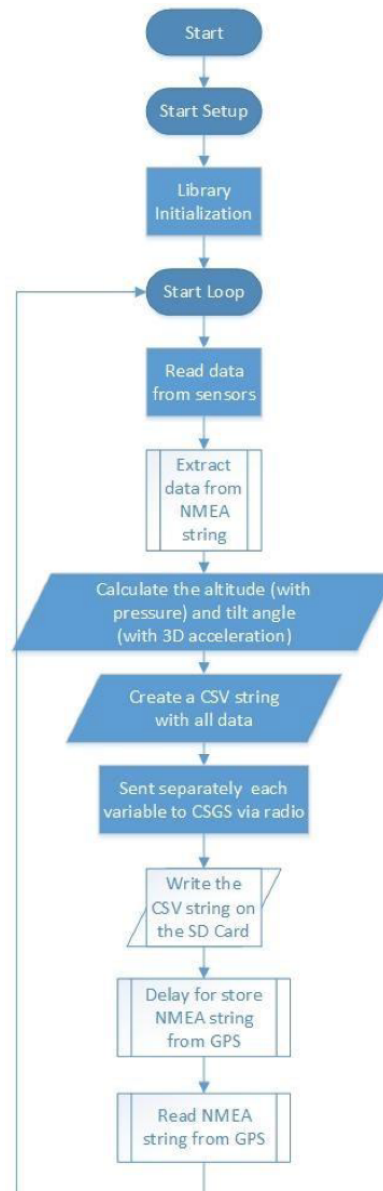 Start
Start Setup
Library
Initialization
Start Loop
Read data
from sensors
Extract
data from
NMEA
string
Calculate the altitude (with
pressure) and tilt angle
(with 3D acceleration)
Create a CSV string
with all data
Sent separately each
variable to CSGS via radio
Write the
CSV string on
the SD Card
Delay for store
NMEA string
from GPS
Read NMEA
string from GPS